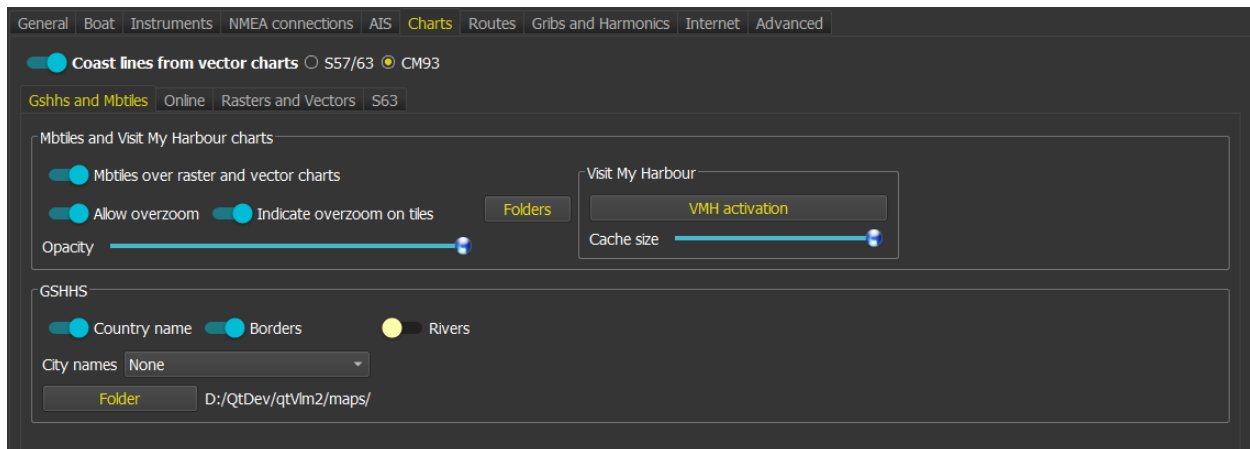 General Boat Instruments NMEA connections AIS Charts Routes Gribs and Harmonics Internet Advanced
Coast lines from vector charts S57/63 CM93
Gshhs and Mbtiles Online Rasters and Vectors S63
Mbtiles and Visit My Harbour charts
Mbtiles over raster and vector charts
Allow overzoom Indicate overzoom on tiles
Opacity
Folders
Visit My Harbour
VMH activation
Cache size
GSHHS
Country name Borders Rivers
City names None
Folder D:/QtDev/qtVlm2/maps/